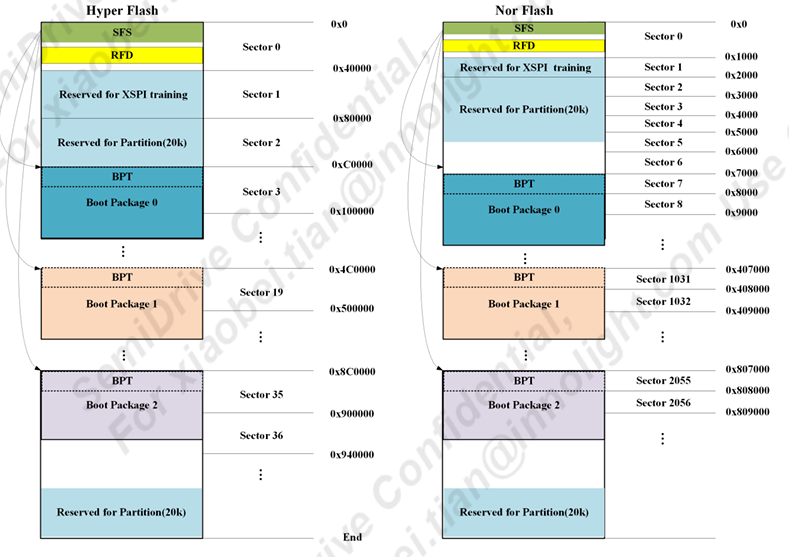 Hyper Flash
SFS
RFD
Reserved for XSPI training
Reserved for Partition(20k)
BPT
Boot Package 0
BPT
Boot Package 1
BPT
Boot Package 2
Reserved for Partition(20k)
Sector 0
Sector 1
Sector 2
Sector 3
Sector 19
Sector 35
Sector 36
0x0
0x40000
0x80000
0xC0000
0x100000
0x4C0000
0x500000
0x8C0000
0x900000
0x940000
End
Nor Flash
SFS
RFD
Reserved for XSPI training
Reserved for Partition(20k)
BPT
Boot Package 0
BPT
Boot Package 1
BPT
Boot Package 2
Reserved for Partition(20k)
Sector 0
Sector 1
Sector 2
Sector 3
Sector 4
Sector 5
Sector 6
Sector 7
Sector 8
Sector 1031
Sector 1032
Sector 2055
Sector 2056
0x0
0x1000
0x2000
0x3000
0x4000
0x5000
0x6000
0x7000
0x8000
0x9000
0x407000
0x408000
0x409000
0x807000
0x808000
0x809000
SemiDrive Confidential,
For xiaobei.tian@innolight.com Use O